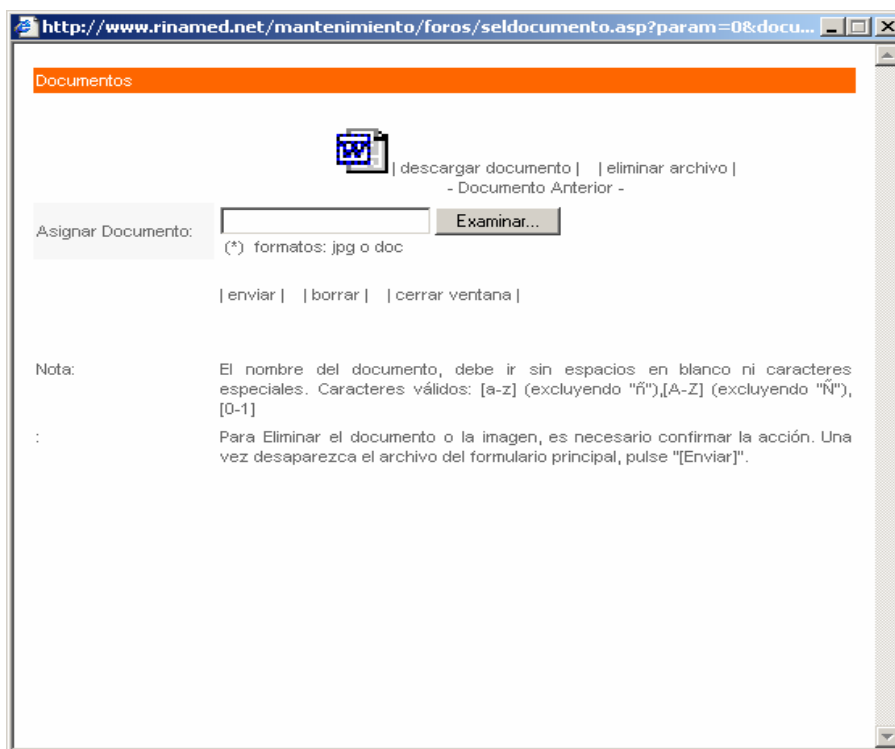 http://www.rinamed.net/mantenimiento/foros/seldocumento.asp?param=0&docu...
Documentos
| descargar documento | | eliminar archivo |
- Documento Anterior -
Asignar Documento: Examinar...
(*) formatos: jpg o doc
| enviar | | borrar | | cerrar ventana |
Nota: El nombre del documento, debe ir sin espacios en blanco ni caracteres
especiales. Caracteres válidos: [a-z] (excluyendo "ñ"),[A-Z] (excluyendo "Ñ"),
[0-1]
: Para Eliminar el documento o la imagen, es necesario confirmar la acción. Una
vez desaparezca el archivo del formulario principal, pulse "[Enviar]".